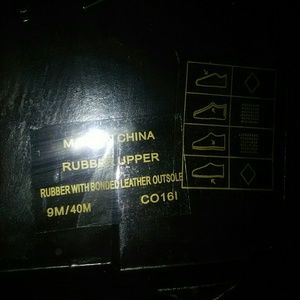 CHINA
RUBBER UPPER
RUBBER WITH BONDED LEATHER OUTSOLE
9M/40M CO16I